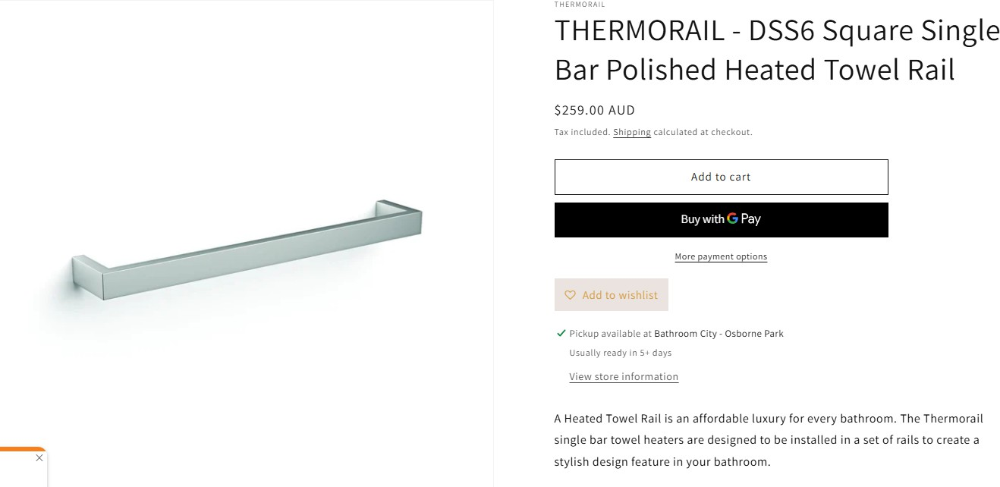 THERMORAIL
THERMORAIL - DSS6 Square Single
Bar Polished Heated Towel Rail
$259.00 AUD
Tax included. Shipping calculated at checkout.
Add to cart
Buy with G Pay
More payment options
Add to wishlist
Pickup available at Bathroom City - Osborne Park
Usually ready in 5+ days
View store information
A Heated Towel Rail is an affordable luxury for every bathroom. The Thermorail
single bar towel heaters are designed to be installed in a set of rails to create a
stylish design feature in your bathroom.